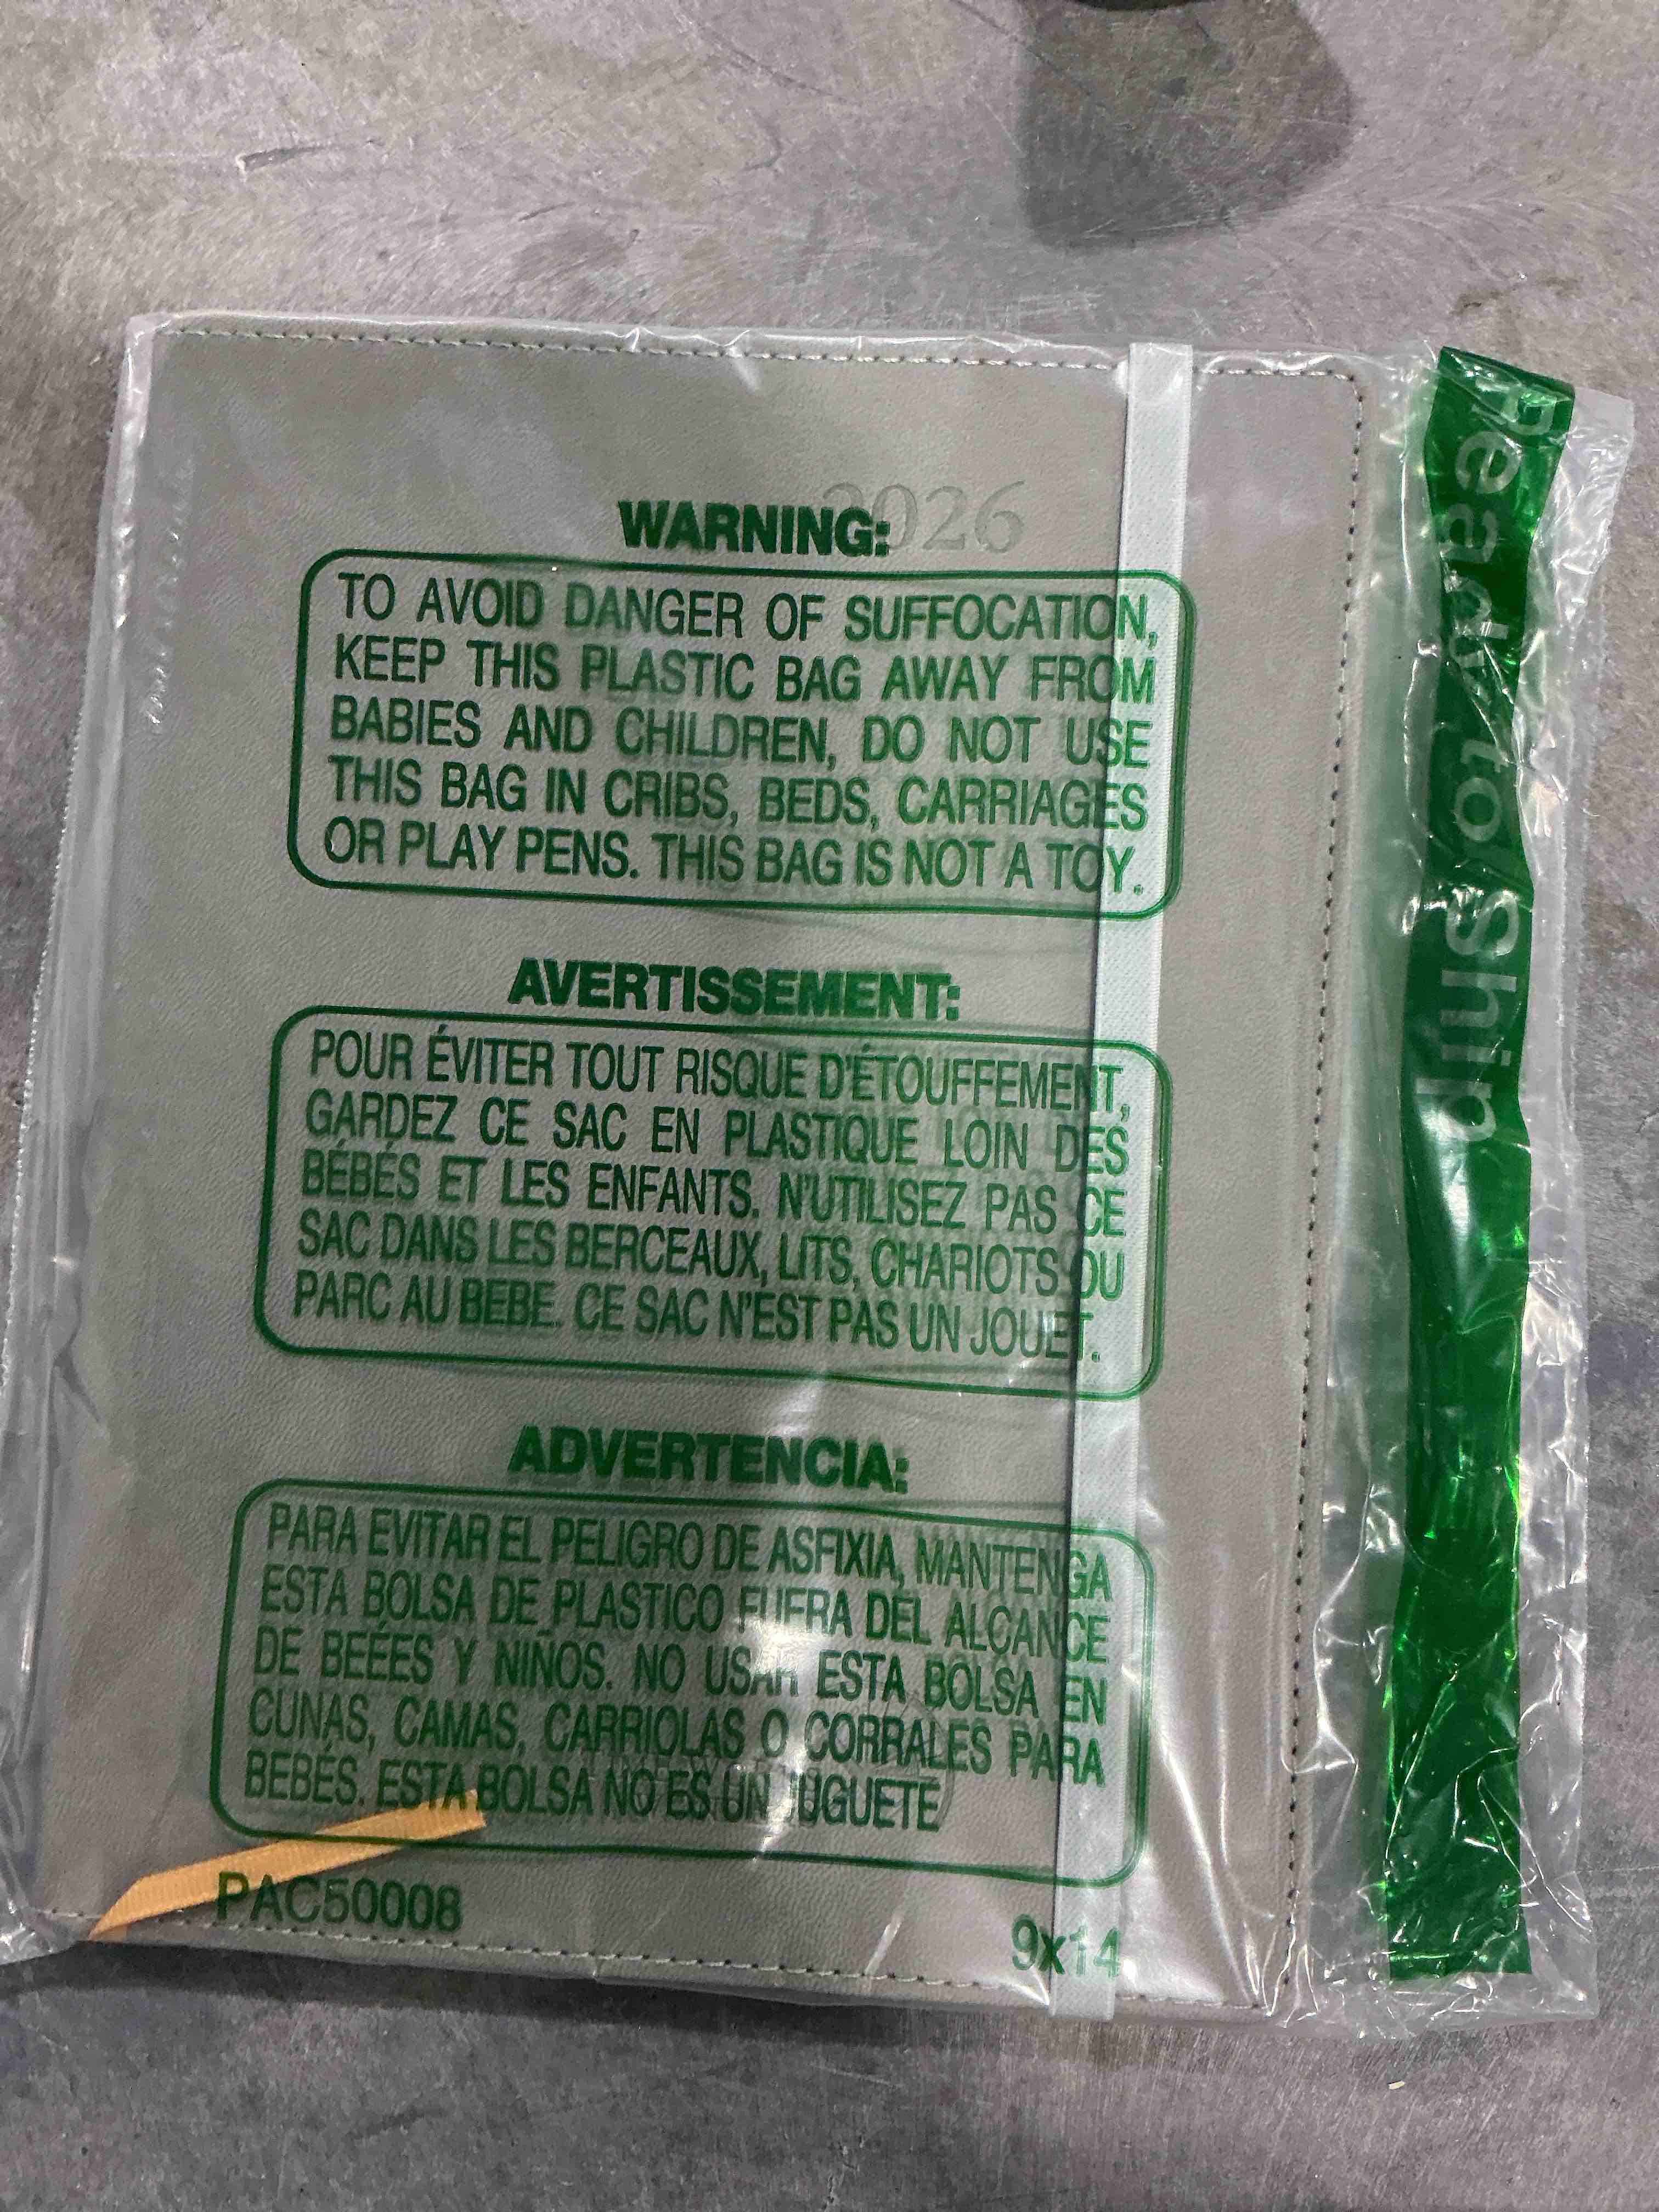 2026
WARNING:
TO AVOID DANGER OF SUFFOCATION,
KEEP THIS PLASTIC BAG AWAY FROM
BABIES AND CHILDREN, DO NOT USE
THIS BAG IN CRIBS, BEDS, CARRIAGES
OR PLAY PENS. THIS BAG IS NOT A TOY.
AVERTISSEMENT:
POUR ÉVITER TOUT RISQUE D'ÉTOUFFEMENT,
GARDEZ CE SAC EN PLASTIQUE LOIN DES
BÉBÉS ET LES ENFANTS. N'UTILISEZ PAS CE
SAC DANS LES BERCEAUX, LITS, CHARIOTS OU
PARC AU BEBE. CE SAC N'EST PAS UN JOUET.
ADVERTENCIA:
PARA EVITAR EL PELIGRO DE ASFIXIA, MANTENGA
ESTA BOLSA DE PLASTICO FUERA DEL ALCANCE
DE BEÉES Y NIÑOS. NO USAR ESTA BOLSA EN
CUNAS, CAMAS, CARRIOLAS O CORRALES PARA
BEBÉS. ESTA BOLSA NO ES UN JUGUETE
PAC50008
9x14
Ready to Ship